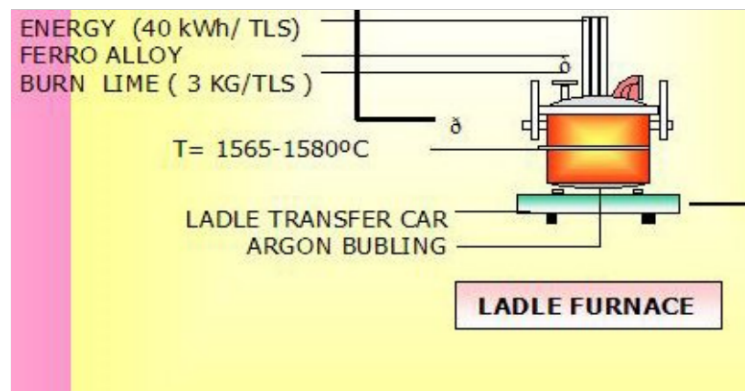 ENERGY (40 kWh/ TLS)
FERRO ALLOY
BURN LIME ( 3 KG/TLS )
ð
ð
T= 1565-1580ºC
LADLE TRANSFER CAR
ARGON BUBLING
LADLE FURNACE